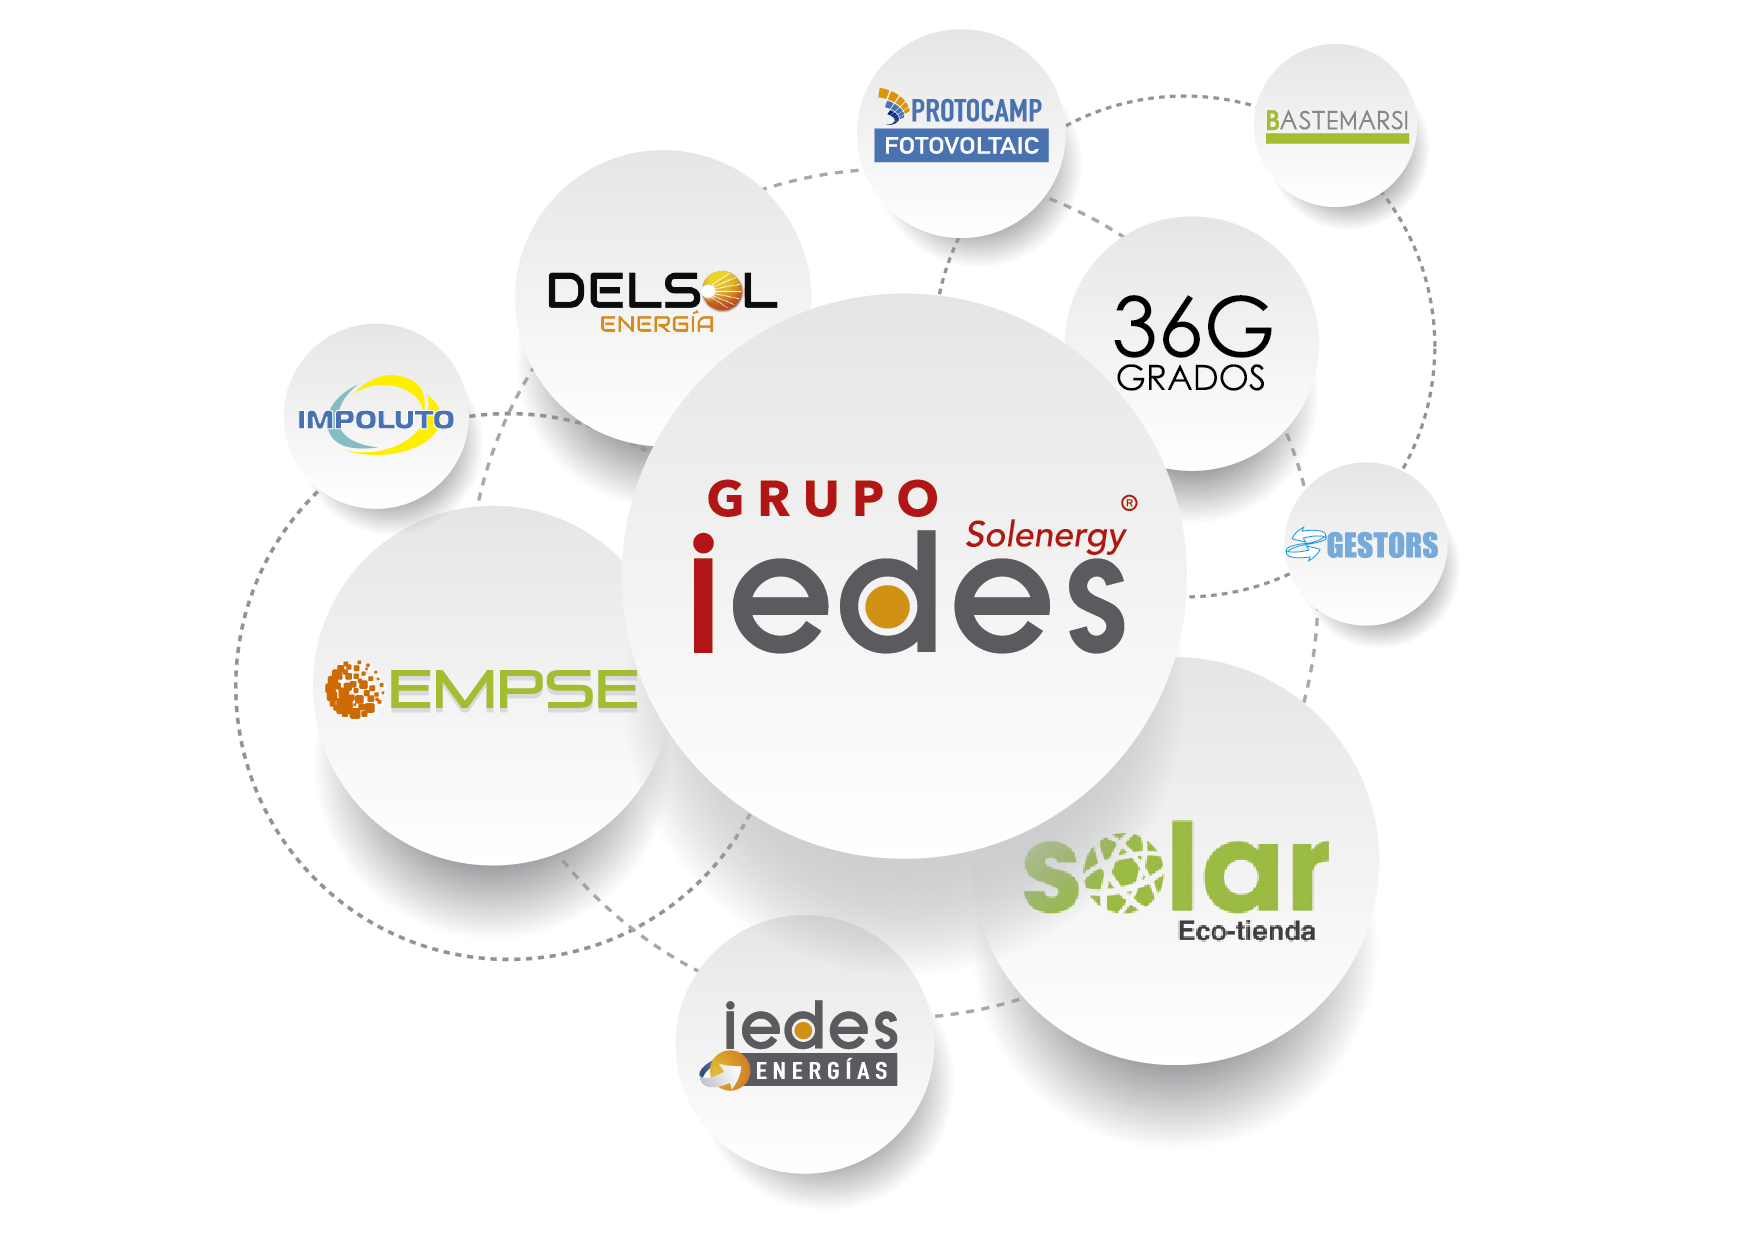 PROTOCAMP
FOTOVOLTAIC
BASTEMARSI
DELSOL
ENERGÍA
36G
GRADOS
IMPOLUTO
GRUPO
®
Solenergy
iedes
GESTORS
EMPSE
solar
Eco-tienda
iedes
ENERGÍAS